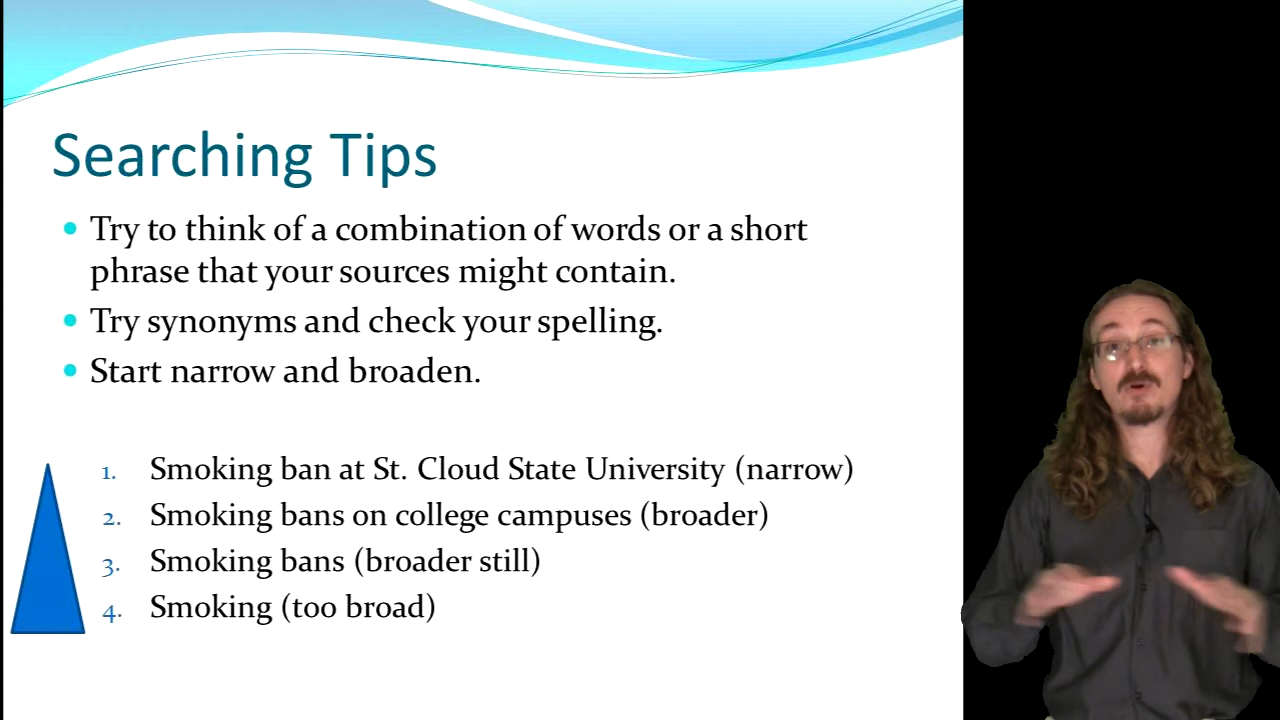 Searching Tips
Try to think of a combination of words or a short
phrase that your sources might contain.
Try synonyms and check your spelling.
Start narrow and broaden.
1. Smoking ban at St. Cloud State University (narrow)
2. Smoking bans on college campuses (broader)
3. Smoking bans (broader still)
4. Smoking (too broad)